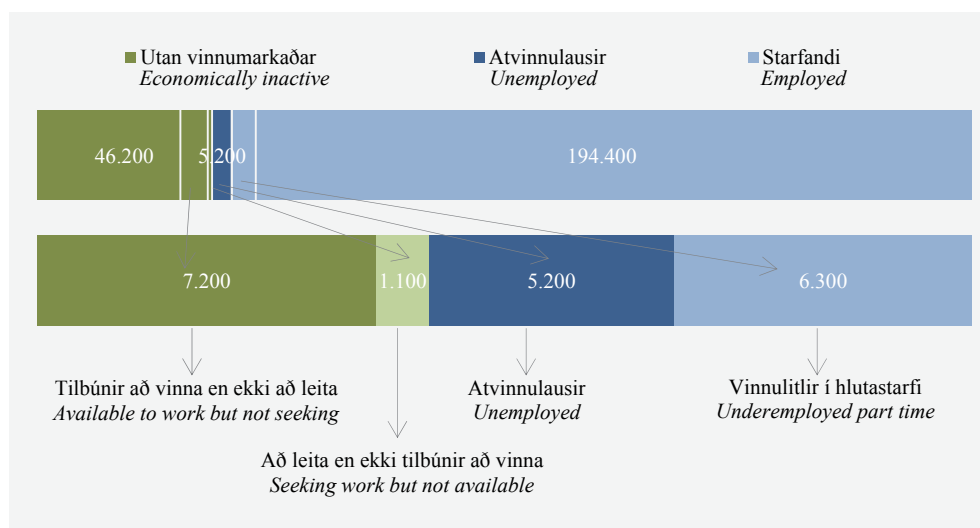 Utan vinnumarkaðar
Economically inactive
Atvinnulausir
Unemployed
Starfandi
Employed
46.200
5.200
194.400
7.200
1.100
5.200
6.300
Tilbúnir að vinna en ekki að leita
Available to work but not seeking
Atvinnulausir
Unemployed
Vinnulitlir í hlutastarfi
Underemployed part time
Að leita en ekki tilbúnir að vinna
Seeking work but not available